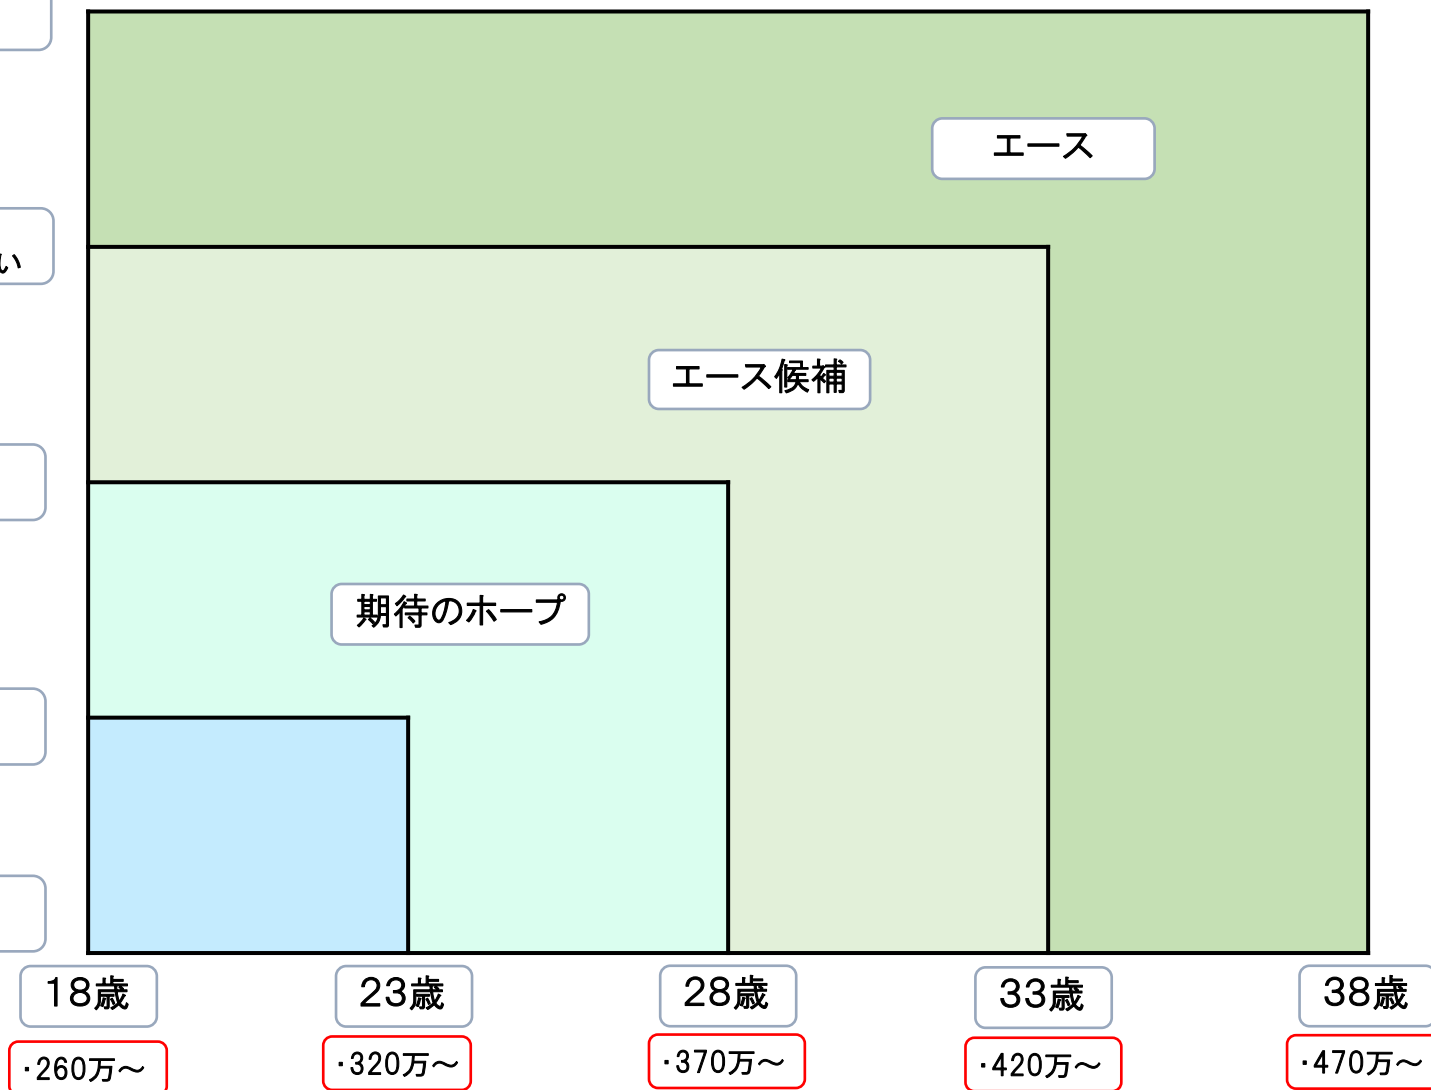 エース
い
エース候補
期待のホープ
18歳
23歳
28歳
33歳
38歳
・260万～
・320万～
・370万～
・420万～
・470万～